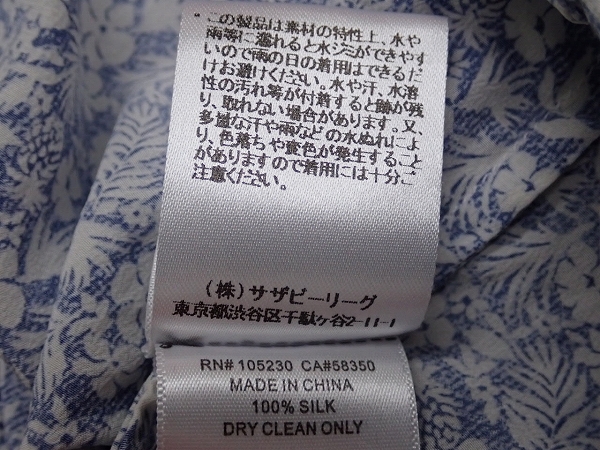 この製品は素材の特性上、水や
雨等に濡れると水ジミができやす
いので雨の日の着用はできるだ
けお避けください。水や汗、水溶
性の汚れ等が付着すると跡が残
り、取れない場合があります。又、
多量な汗や雨などの水ぬれによ
り、色落ちや変色が発生すること
がありますので着用には十分ご
注意ください。
(株)サザビーリーグ
東京都渋谷区千駄ヶ谷2-11-1
RN# 105230 CA#58350
MADE IN CHINA
100% SILK
DRY CLEAN ONLY